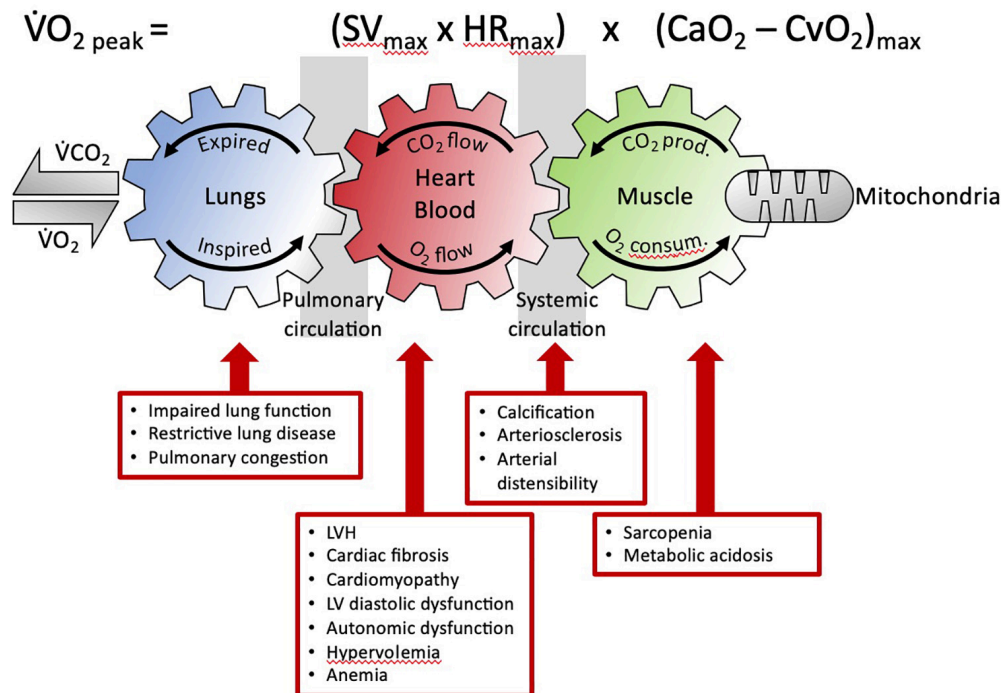 V̇O₂ peak = (SVmax x HRmax) x (CaO₂ – CvO₂)max
Expired
CO₂ flow
CO₂ prod.
V̇CO₂
Lungs
Heart
Blood
Muscle
Mitochondria
V̇O₂
Inspired
O₂ flow
O₂ consum.
Pulmonary
circulation
Systemic
circulation
• Impaired lung function
• Restrictive lung disease
• Pulmonary congestion
• Calcification
• Arteriosclerosis
• Arterial
distensibility
• LVH
• Cardiac fibrosis
• Cardiomyopathy
• LV diastolic dysfunction
• Autonomic dysfunction
• Hypervolemia
• Anemia
• Sarcopenia
• Metabolic acidosis